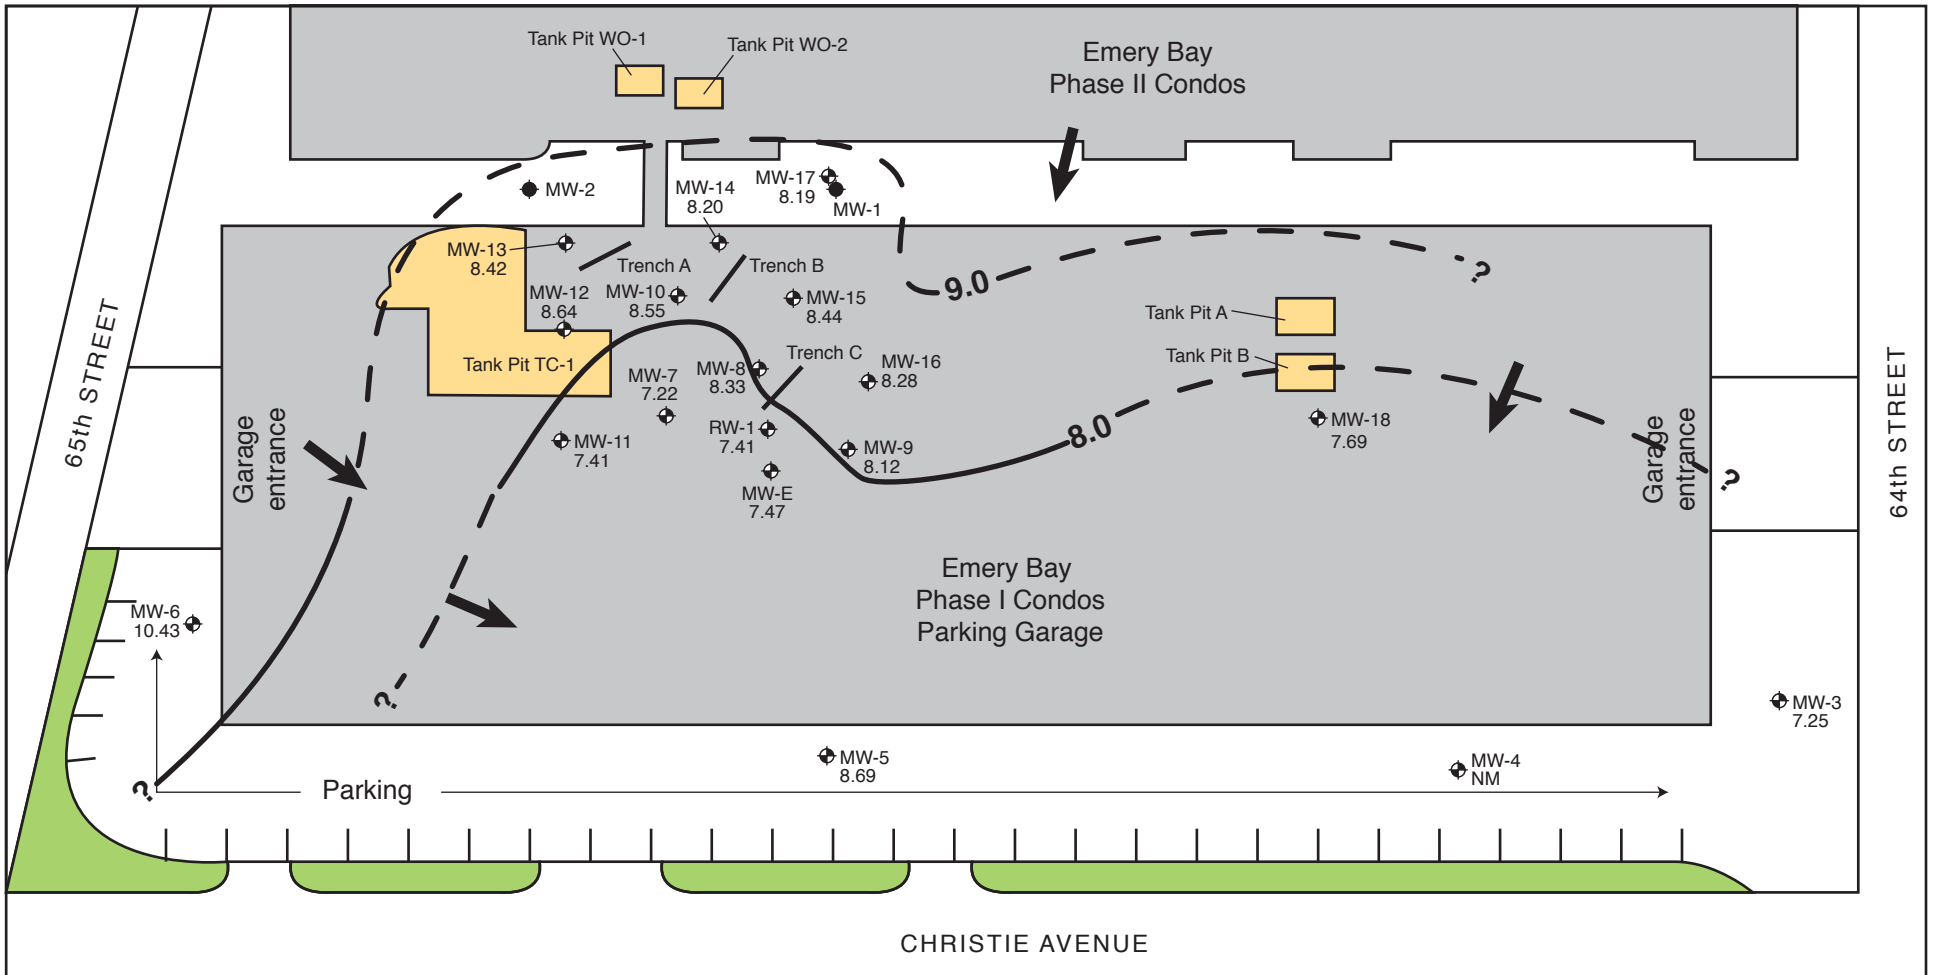 Tank Pit WO-1
Tank Pit WO-2
Emery Bay
Phase II Condos
MW-2
MW-14
8.20
MW-17
8.19
MW-1
MW-13
8.42
Trench A
Trench B
9.0
?
MW-12
8.64
MW-10
8.55
MW-15
8.44
Tank Pit A
Tank Pit B
Tank Pit TC-1
Trench C
MW-7
7.22
MW-8
8.33
MW-16
8.28
65th STREET
64th STREET
Garage
entrance
MW-11
7.41
RW-1
7.41
MW-9
8.12
8.0
MW-18
7.69
Garage
entrance
?
MW-E
7.47
Emery Bay
Phase I Condos
Parking Garage
MW-6
10.43
?
MW-3
7.25
MW-5
8.69
MW-4
NM
?
Parking
CHRISTIE AVENUE